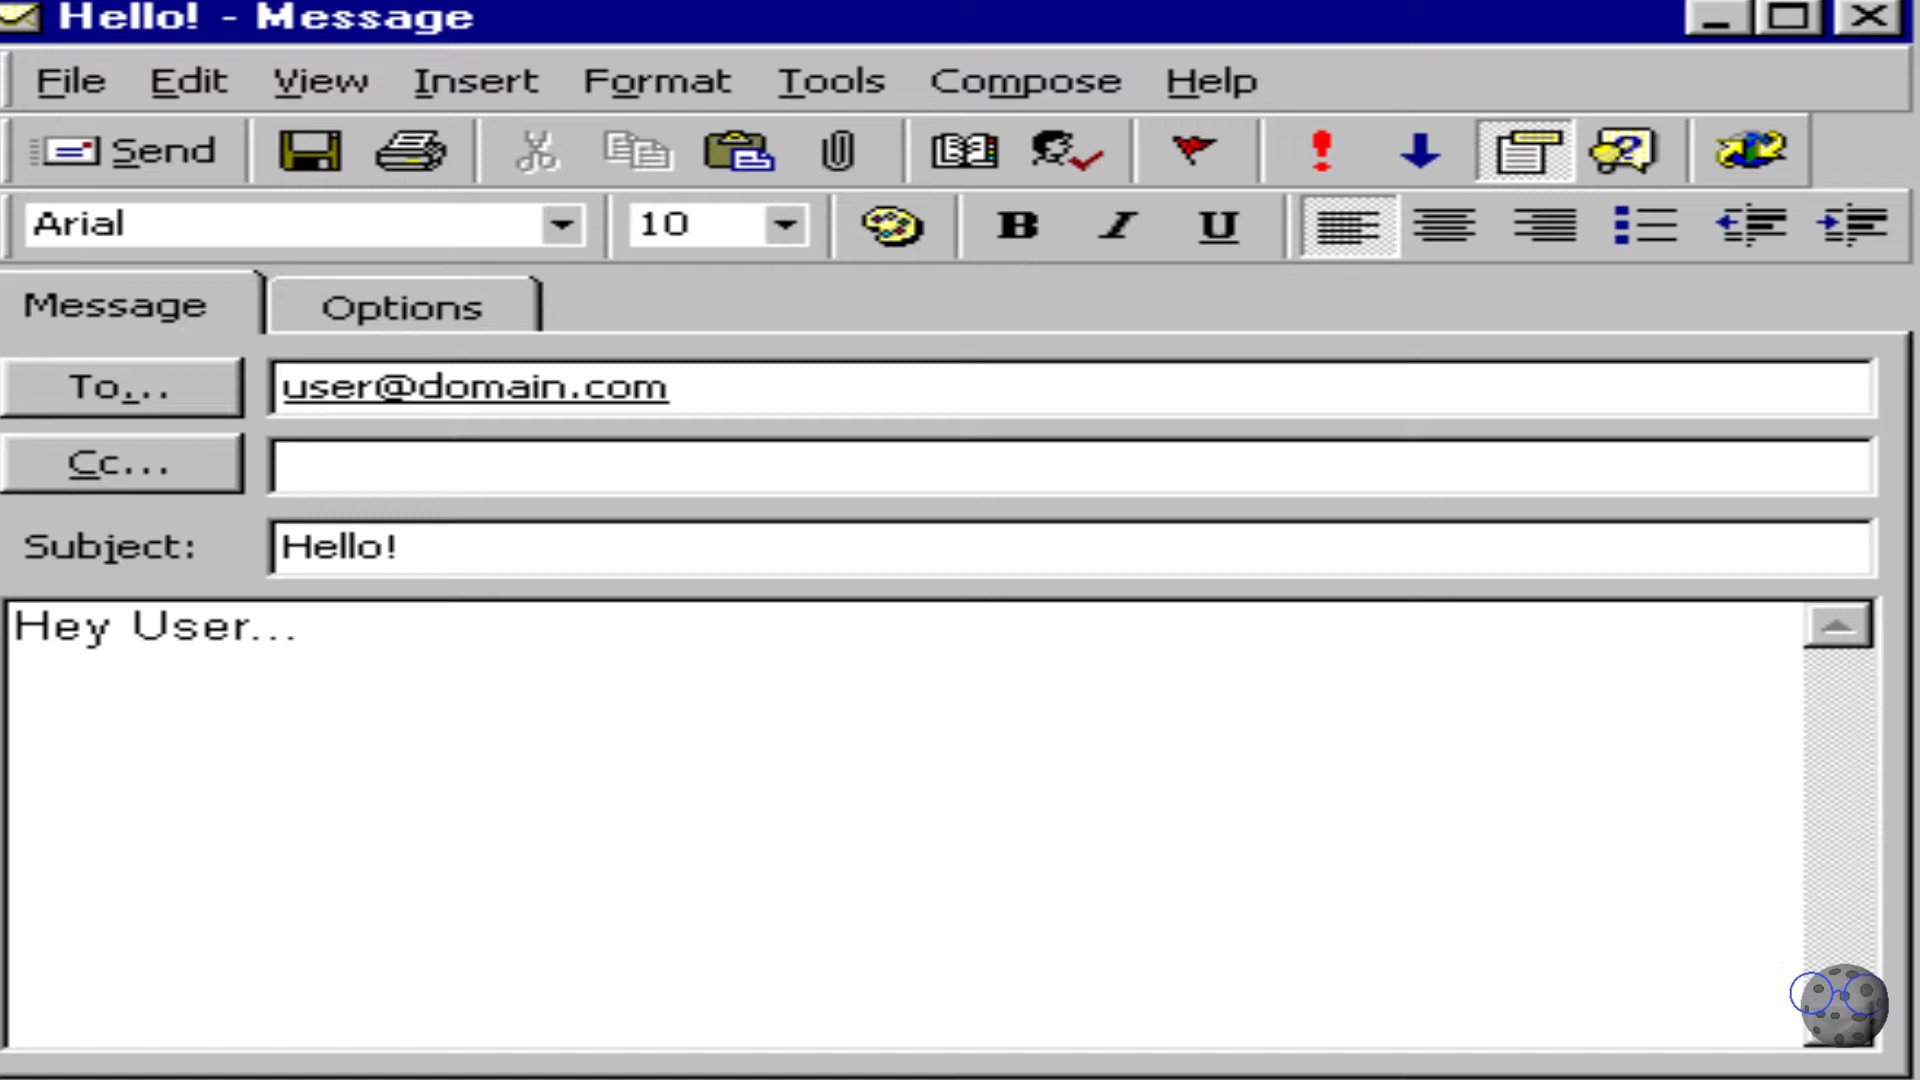 Hello! - Message
File Edit View Insert Format Tools Compose Help
Send
Arial 10 B I U
Message Options
To... user@domain.com
Cc...
Subject: Hello!
Hey User...